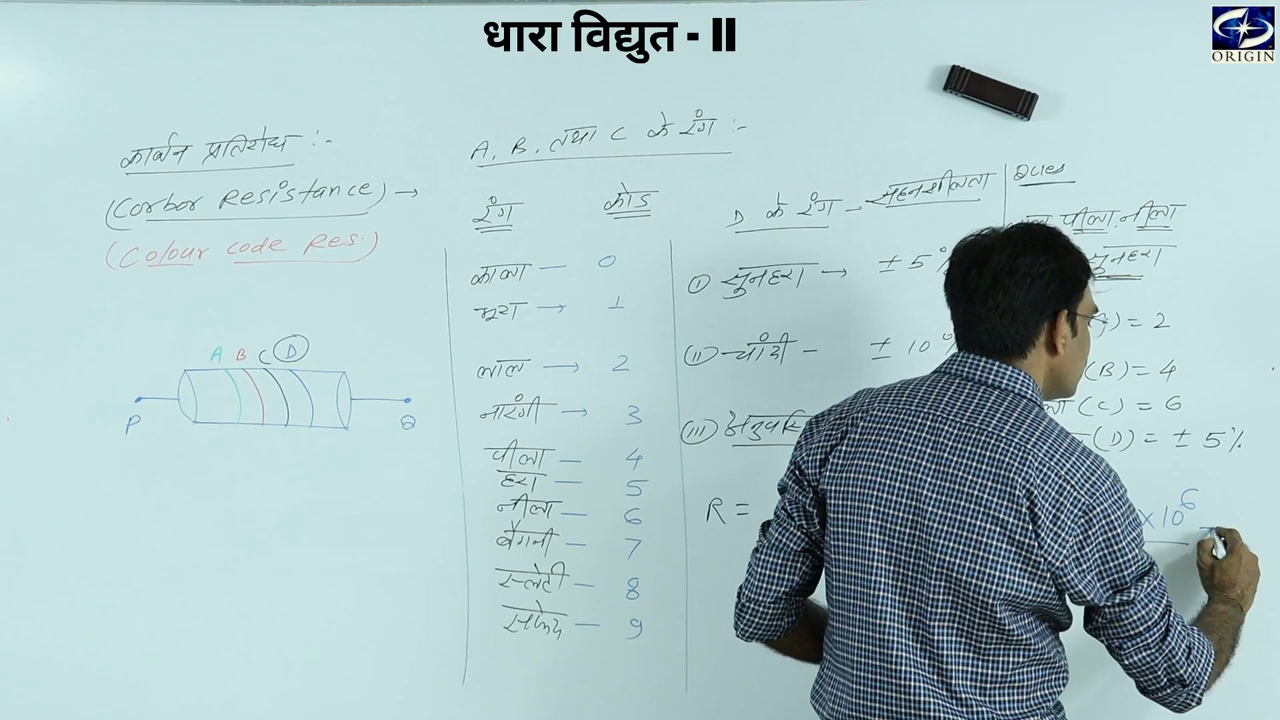 धारा विद्युत - II
ORIGIN
कार्बन प्रतिरोध :-
(Corbor Resistance) →
(Colour code Res.)
A B C D
P Q
A, B, तथा C के रंग :-
रंग कोड
काला — 0
भूरा → 1
लाल → 2
नारंगी → 3
पीला — 4
हरा — 5
नीला — 6
बैंगनी — 7
स्लेटी — 8
सफेद — 9
D के रंग → सहनशीलता
(I) सुनहरा → ± 5%
(II) चांदी - ± 10
(III)
R =
Ques
पीला, नीला
सुनहरा
) = 2
(B) = 4
(C) = 6
(D) = ± 5%
x 10^6